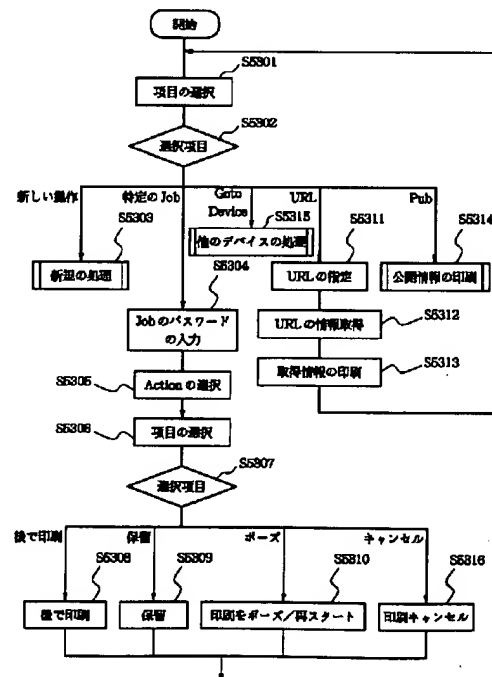 開始
S5301
項目の選択
S5302
選択項目
新しい操作
特定のJob
Goto
Device
URL
Pub
S5303
S5315
S5311
S5314
新規の処理
他のデバイスの処理
URLの指定
公開情報の印刷
S5304
Jobのパスワード
の入力
URLの情報取得
S5312
S5305
Actionの選択
取得情報の印刷
S5313
S5306
項目の選択
S5307
選択項目
後で印刷
保留
ポーズ
キャンセル
S5308
S5309
S5310
S5316
後で印刷
保留
印刷をポーズ/再スタート
印刷キャンセル